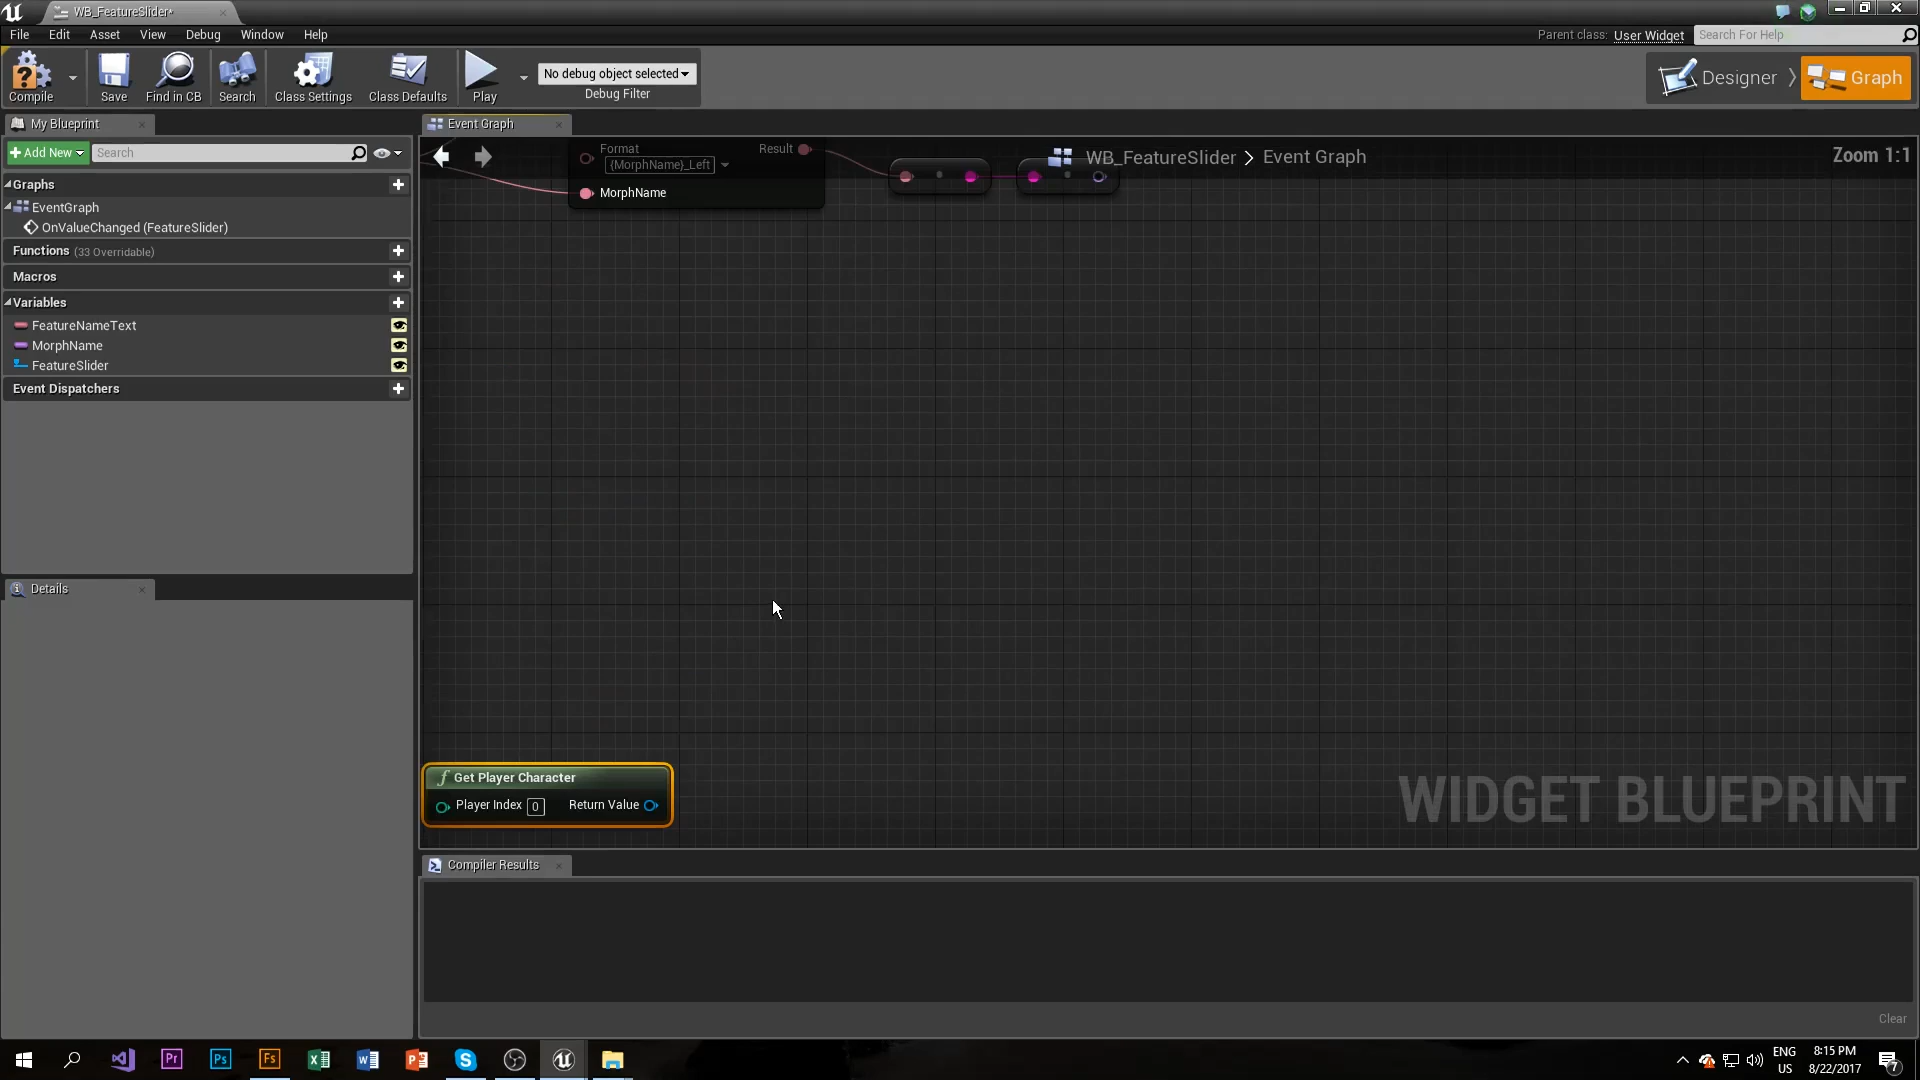 WB_FeatureSlider*
File Edit Asset View Debug Window Help
Parent class: User Widget Search For Help
Compile Save Find in CB Search Class Settings Class Defaults Play
No debug object selected
Debug Filter
Designer Graph
My Blueprint
Event Graph
Add New Search
Graphs
EventGraph
OnValueChanged (FeatureSlider)
Functions (33 Overridable)
Macros
Variables
FeatureNameText
MorphName
FeatureSlider
Event Dispatchers
Details
Format
{MorphName}_Left
Result
MorphName
WB_FeatureSlider > Event Graph
Zoom 1:1
Get Player Character
Player Index 0 Return Value
WIDGET BLUEPRINT
Compiler Results
Clear
Pr Ps Fs
ENG
US
8:15 PM
8/22/2017
7